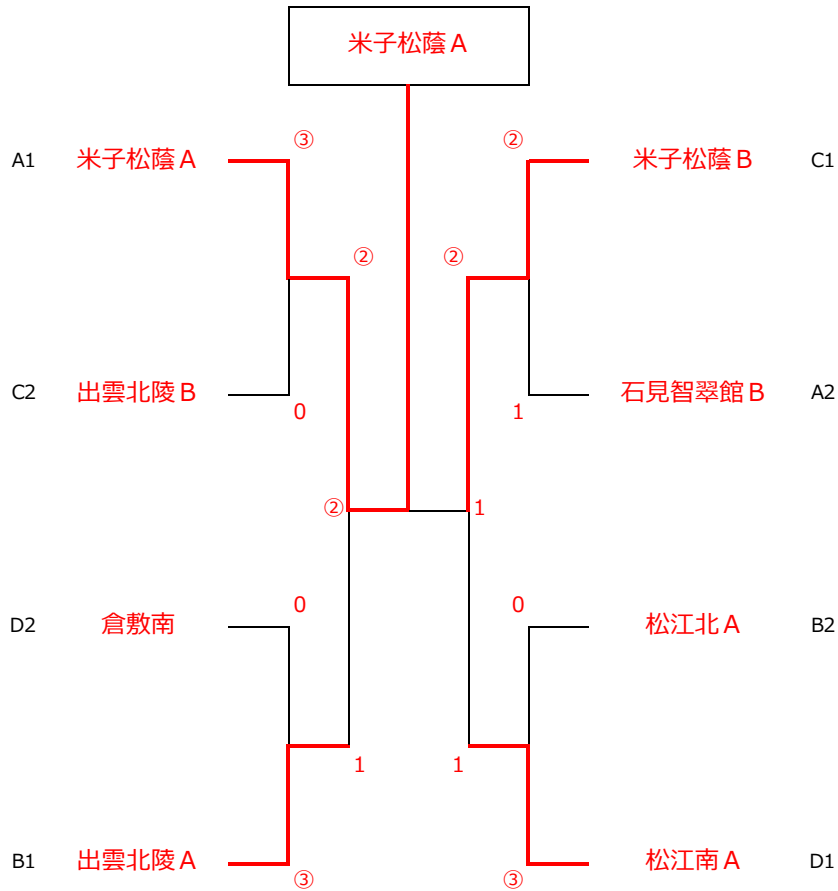 米子松蔭A
③ ②
A1 米子松蔭A 米子松蔭B C1
② ②
C2 出雲北陵B 石見智翠館B A2
0 1
② 1
0 0
D2 倉敷南 松江北A B2
1 1
B1 出雲北陵A 松江南A D1
③ ③